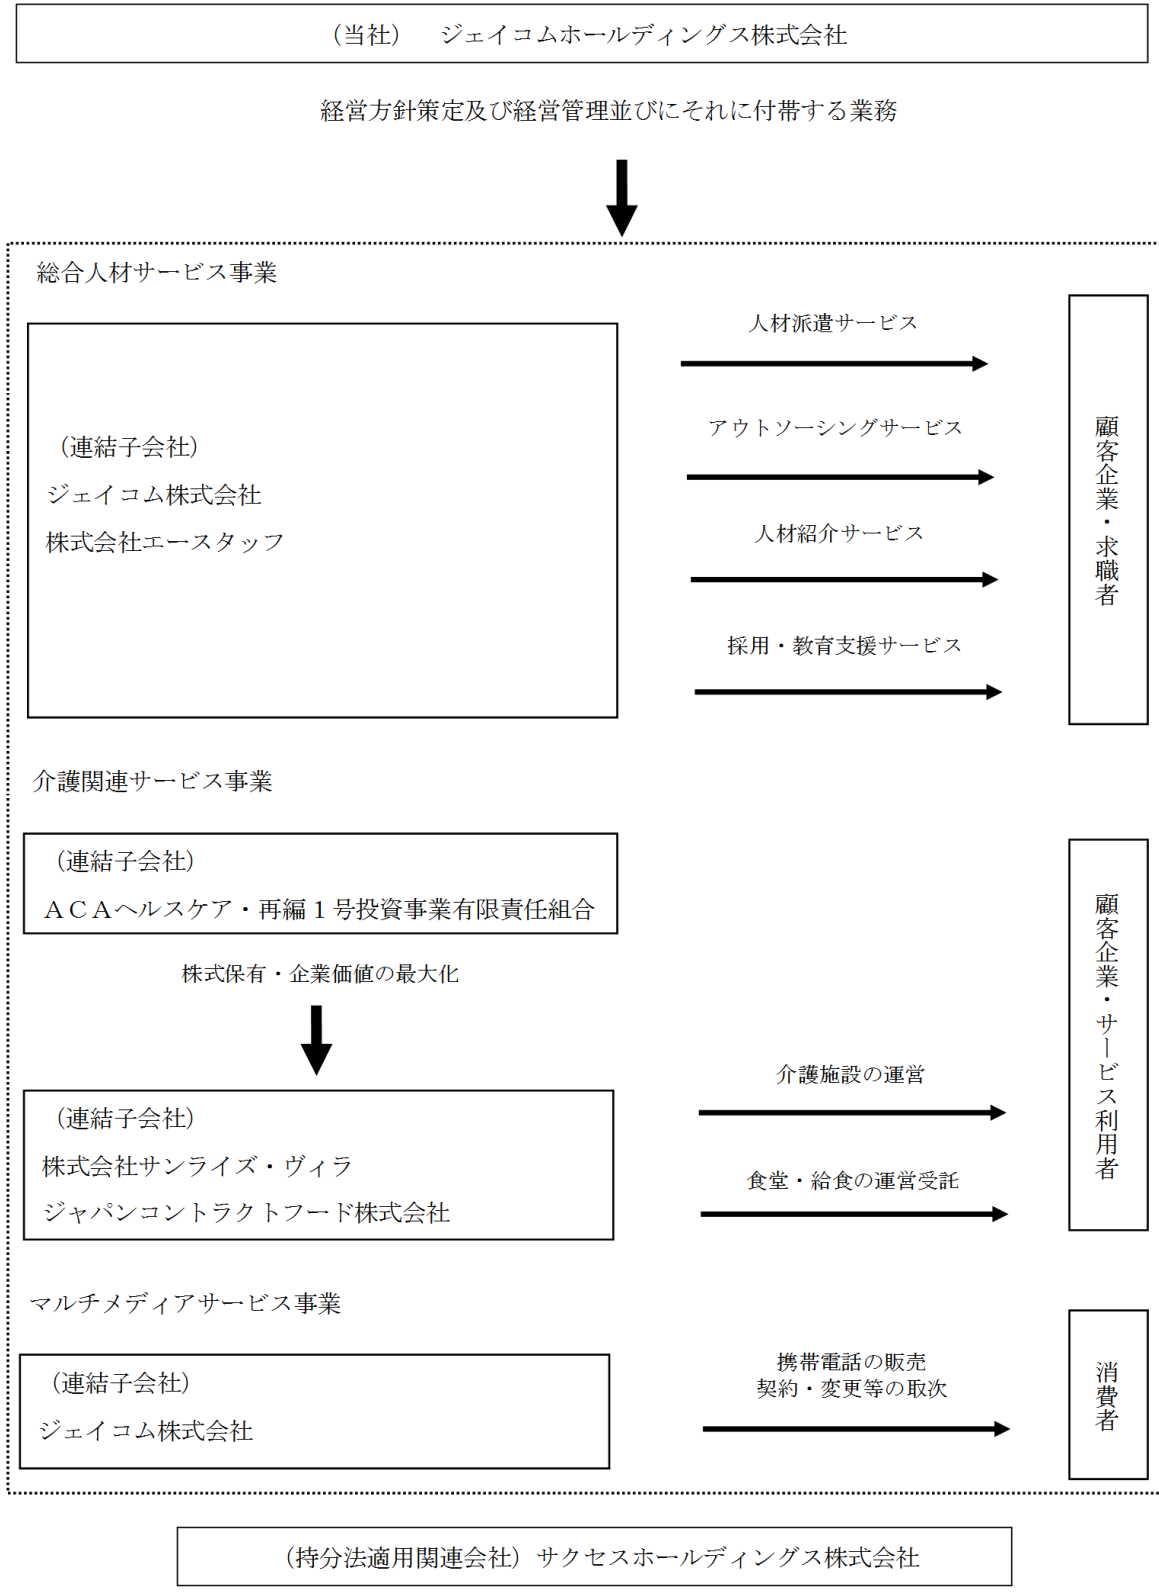 （当社）　ジェイコムホールディングス株式会社
経営方針策定及び経営管理並びにそれに付帯する業務
総合人材サービス事業
（連結子会社）
ジェイコム株式会社
株式会社エースタッフ
人材派遣サービス
アウトソーシングサービス
人材紹介サービス
採用・教育支援サービス
顧客企業・求職者
介護関連サービス事業
（連結子会社）
ＡＣＡヘルスケア・再編１号投資事業有限責任組合
株式保有・企業価値の最大化
（連結子会社）
株式会社サンライズ・ヴィラ
ジャパンコントラクトフード株式会社
介護施設の運営
食堂・給食の運営受託
顧客企業・サービス利用者
マルチメディアサービス事業
（連結子会社）
ジェイコム株式会社
携帯電話の販売
契約・変更等の取次
消費者
（持分法適用関連会社）サクセスホールディングス株式会社